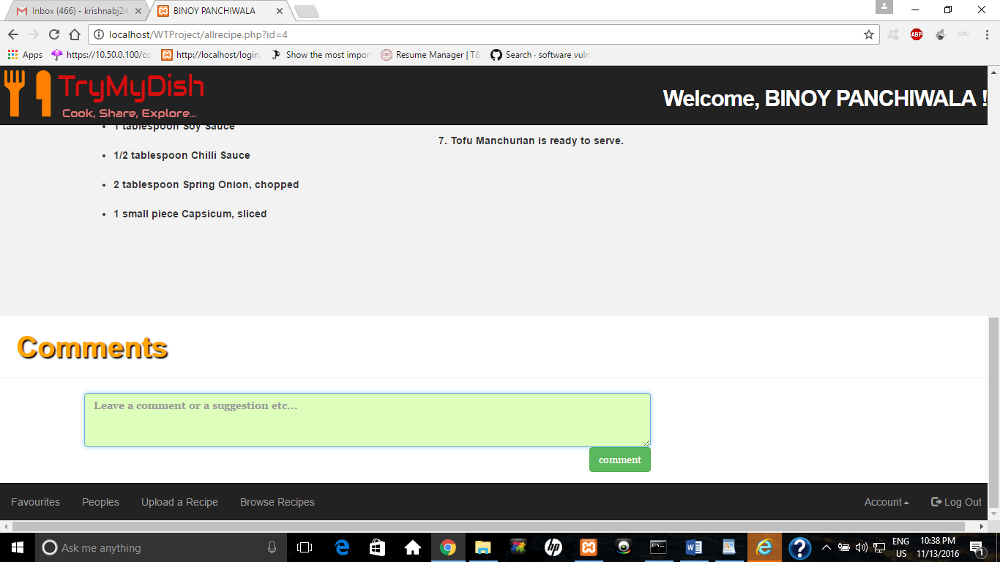 Inbox (466) - krishnabj24
BINOY PANCHIWALA
localhost/WTProject/allrecipe.php?id=4
ABP
GPC
Apps
https://10.50.0.100/co
http://localhost/login.
Show the most impor
Resume Manager | T&
Search · software vuln
TryMyDish
Cook, Share, Explore...
Welcome, BINOY PANCHIWALA !
• 1 tablespoon Soy Sauce
7. Tofu Manchurian is ready to serve.
• 1/2 tablespoon Chilli Sauce
• 2 tablespoon Spring Onion, chopped
• 1 small piece Capsicum, sliced
Comments
Leave a comment or a suggestion etc...
comment
Favourites
Peoples
Upload a Recipe
Browse Recipes
Account
Log Out
Ask me anything
ENG
US
10:38 PM
11/13/2016
1